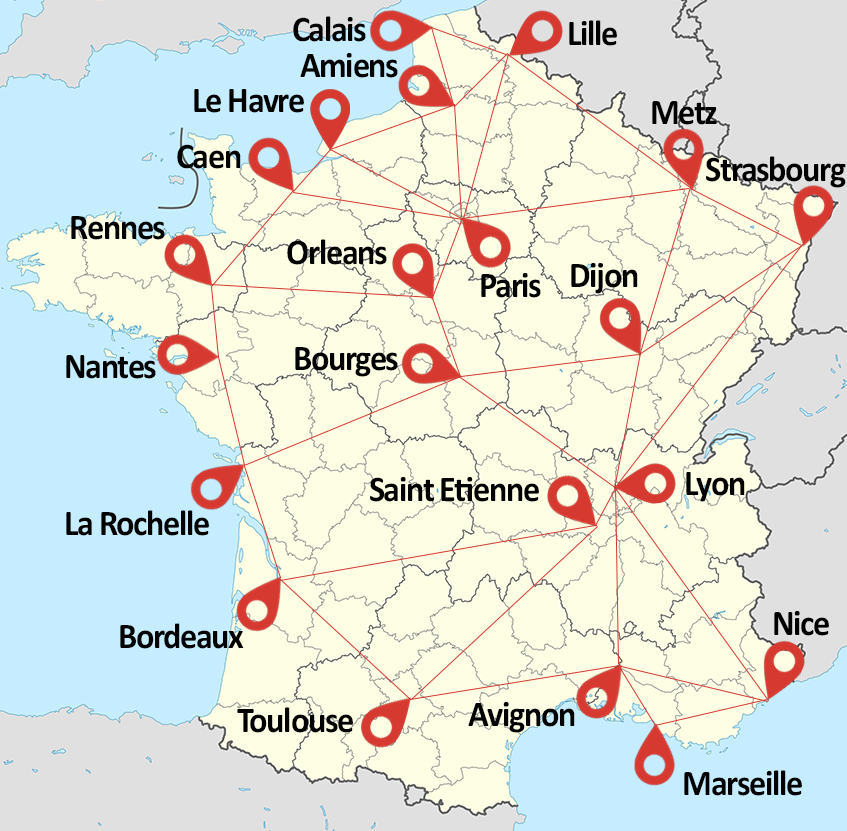 Calais
Lille
Amiens
Le Havre
Metz
Caen
Strasbourg
Rennes
Orleans
Paris
Dijon
Nantes
Bourges
Saint Etienne
Lyon
La Rochelle
Bordeaux
Nice
Toulouse
Avignon
Marseille